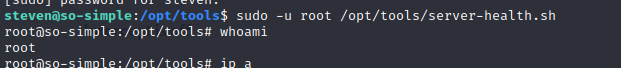 [sudo] password for steven:
steven@so-simple:/opt/tools$ sudo -u root /opt/tools/server-health.sh
root@so-simple:/opt/tools# whoami
root
root@so-simple:/opt/tools# ip a